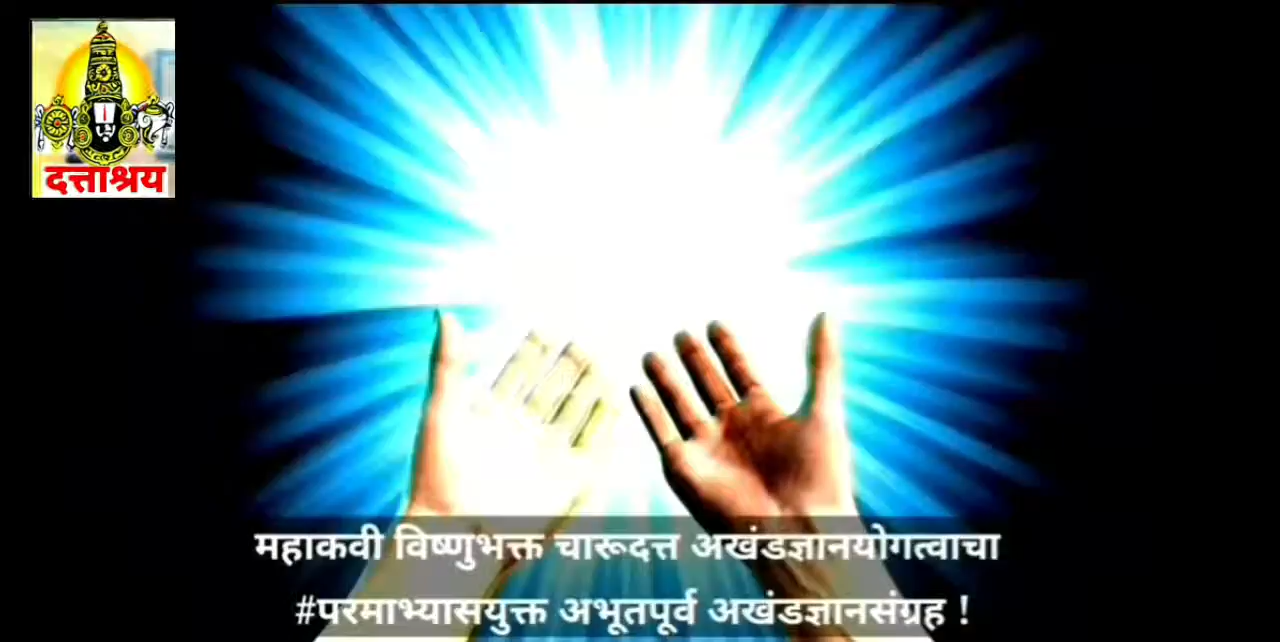 दत्ताश्रय
महाकवी विष्णुभक्त चारूदत्त अखंडज्ञानयोगत्वाचा
#परमाभ्यासयुक्त अभूतपूर्व अखंडज्ञानसंग्रह !